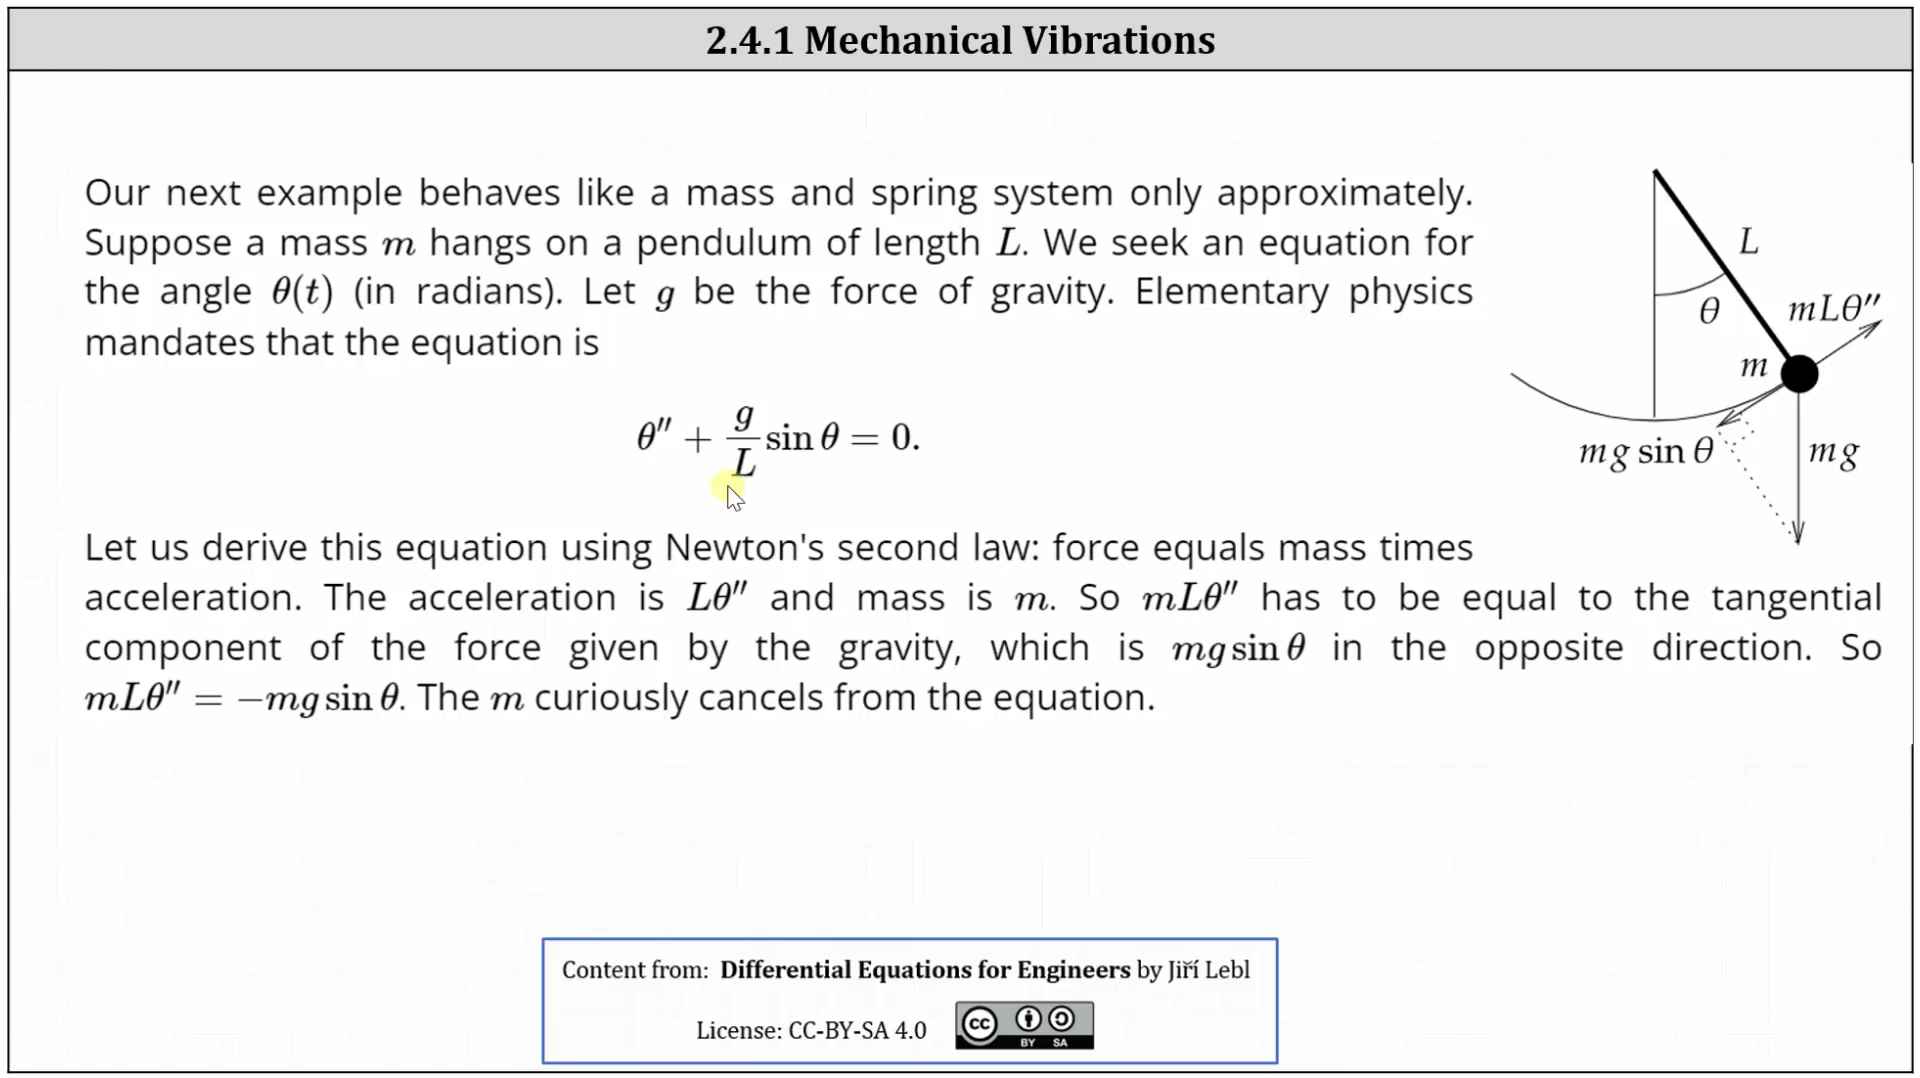 2.4.1 Mechanical Vibrations
Our next example behaves like a mass and spring system only approximately.
Suppose a mass m hangs on a pendulum of length L. We seek an equation for
the angle θ(t) (in radians). Let g be the force of gravity. Elementary physics
mandates that the equation is
θ″ + g/L sin θ = 0.
L
θ
mLθ″
m
mg sin θ
mg
Let us derive this equation using Newton's second law: force equals mass times
acceleration. The acceleration is Lθ″ and mass is m. So mLθ″ has to be equal to the tangential
component of the force given by the gravity, which is mg sin θ in the opposite direction. So
mLθ″ = −mg sin θ. The m curiously cancels from the equation.
Content from: Differential Equations for Engineers by Jiří Lebl
License: CC-BY-SA 4.0
cc
BY SA